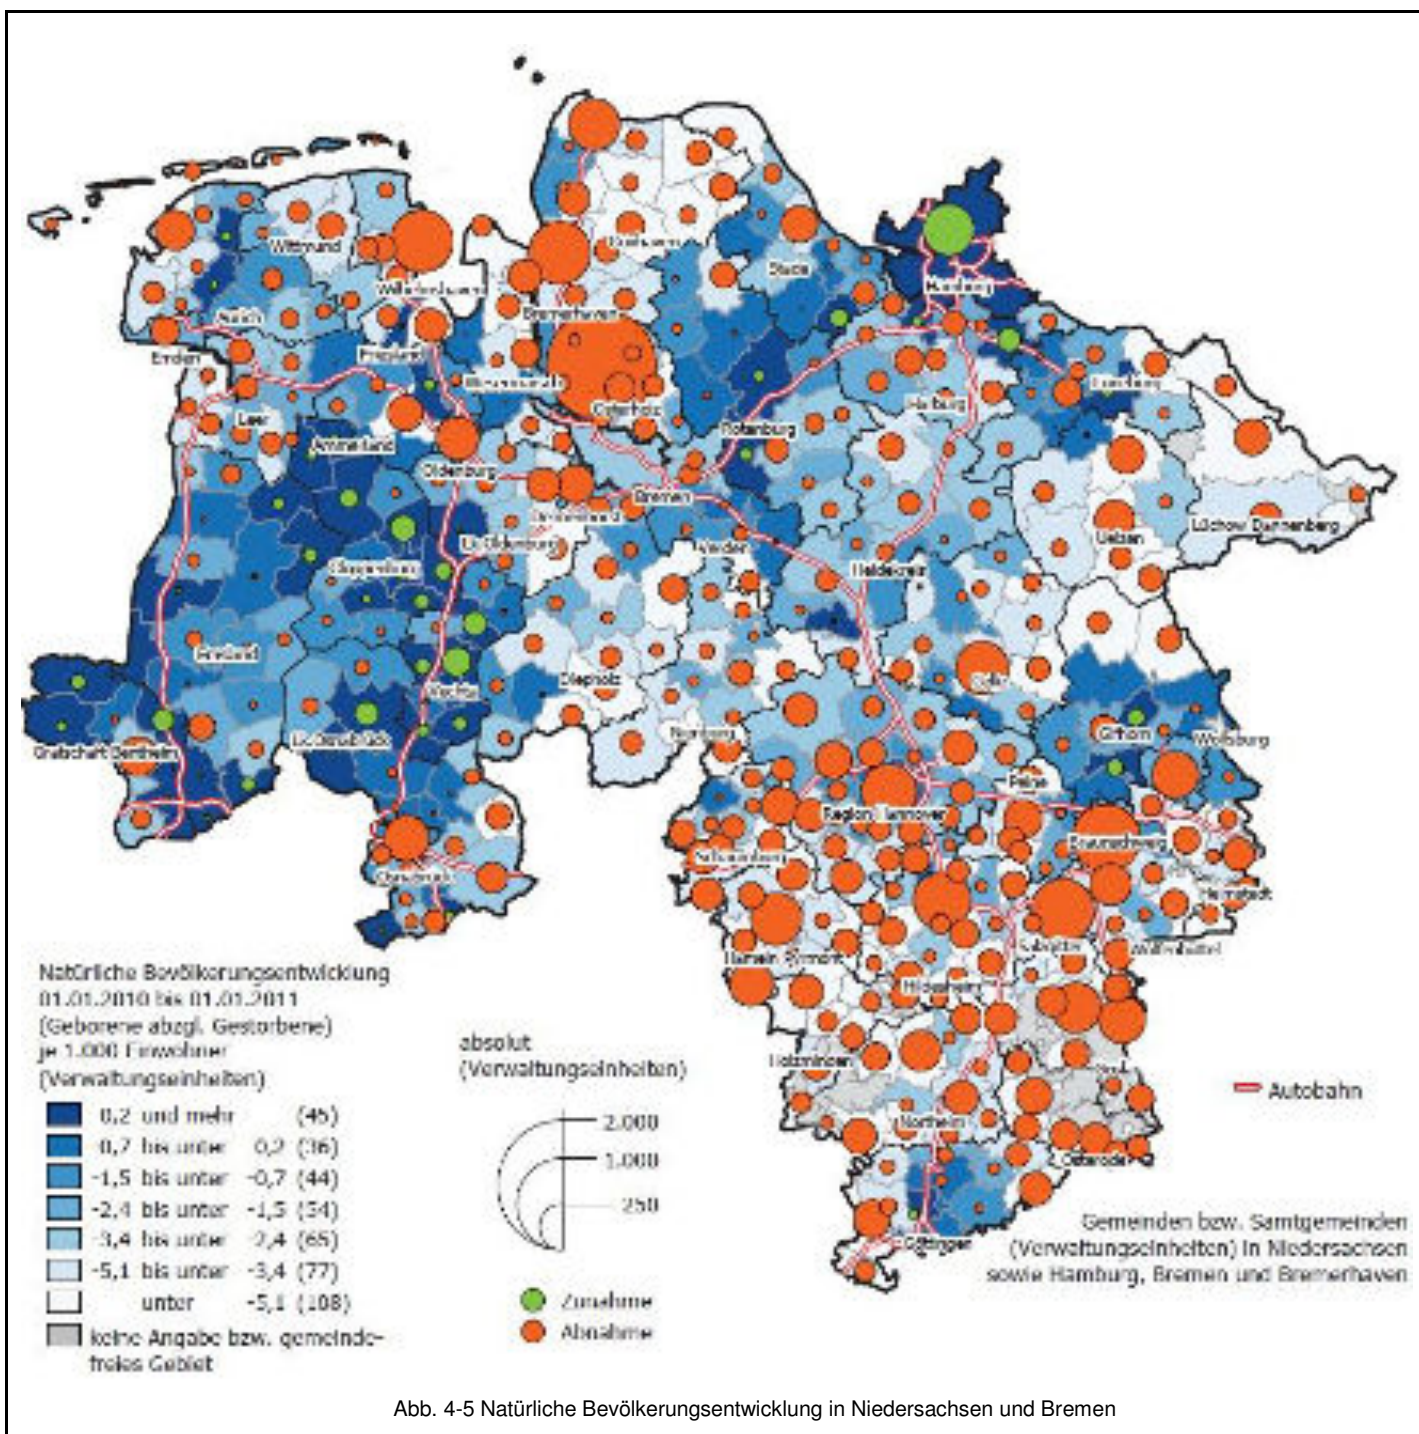 Wittmund
Cuxhaven
Stade
Hamburg
Wilhelmshaven
Aurich
Bremerhaven
Emden
Friesland
Wesermarsch
Lüneburg
Leer
Osterholz
Harburg
Ammerland
Rotenburg
Oldenburg
Bremen
Delmenhorst
Lüchow Dannenberg
Uelzen
Lk Oldenburg
Verden
Cloppenburg
Heidekreis
Emsland
Celle
Diepholz
Vechta
Nienburg
Gifhorn
Wolfsburg
Grafschaft Bentheim
Lk Osnabrück
Peine
Region Hannover
Braunschweig
Schaumburg
Osnabrück
Helmstedt
Salzgitter
Wolfenbüttel
Hameln Pyrmont
Hildesheim
Holzminden
Goslar
Northeim
Osterode
Göttingen
Natürliche Bevölkerungsentwicklung
01.01.2010 bis 01.01.2011
(Geborene abzgl. Gestorbene)
je 1.000 Einwohner
(Verwaltungseinheiten)
0,2 und mehr (45)
-0,7 bis unter 0,2 (36)
-1,5 bis unter -0,7 (44)
-2,4 bis unter -1,5 (54)
-3,4 bis unter -2,4 (65)
-5,1 bis unter -3,4 (77)
unter -5,1 (108)
keine Angabe bzw. gemeinde-
freies Gebiet
absolut
(Verwaltungseinheiten)
2.000
1.000
250
Zunahme
Abnahme
Autobahn
Gemeinden bzw. Samtgemeinden
(Verwaltungseinheiten) in Niedersachsen
sowie Hamburg, Bremen und Bremerhaven
Abb. 4-5 Natürliche Bevölkerungsentwicklung in Niedersachsen und Bremen